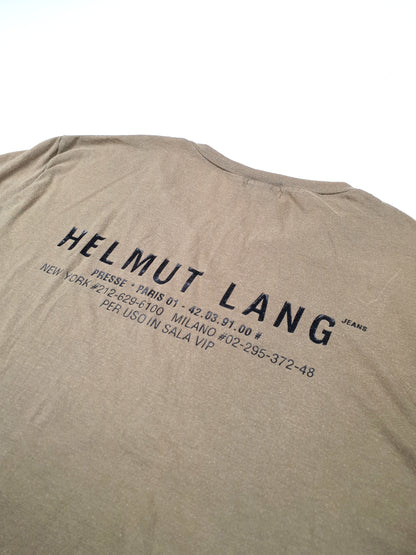 HELMUT LANG JEANS
PRESSE • PARIS 01 - 42.03.91.00 #
NEW YORK #212-629-6100 MILANO #02-295-372-48
PER USO IN SALA VIP